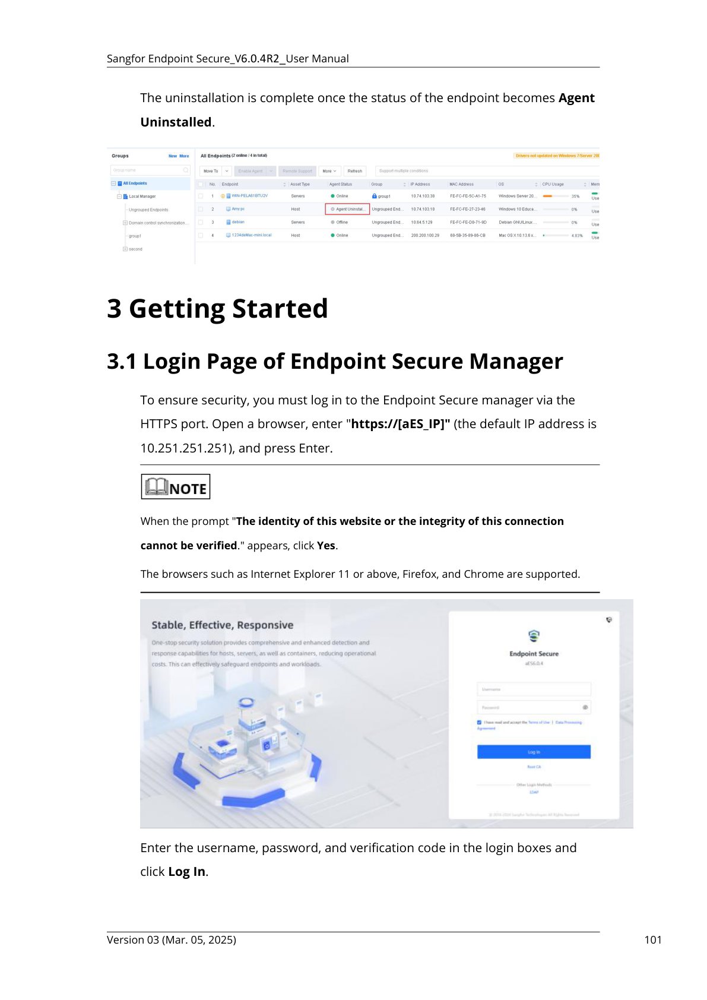 Sangfor Endpoint Secure_V6.0.4R2_User Manual
The uninstallation is complete once the status of the endpoint becomes Agent
Uninstalled.
Groups New More
Group name
All Endpoints
Local Manager
Ungrouped Endpoints
Domain control synchronization...
group1
second
All Endpoints (2 online / 4 in total) Drivers not updated on Windows 7/Server 20
Move To Enable Agent Remote Support More Refresh Support multiple conditions
No. Endpoint Asset Type Agent Status Group IP Address MAC Address OS CPU Usage Mem
1 WIN-PELA61BTU2V Servers Online group1 10.74.103.38 FE-FC-FE-5C-A1-75 Windows Server 20... 35% Use
2 Amy pc Host Agent Uninstal... Ungrouped End... 10.74.103.18 FE-FC-FE-27-23-46 Windows 10 Educa... 0% Use
3 debian Servers Offline Ungrouped End... 10.64.5.129 FE-FC-FE-D8-71-9D Debian GNU/Linux... 0% Use
4 1234deMac-mini.local Host Online Ungrouped End... 200.200.100.29 68-5B-35-89-86-CB Mac OS X 10.13.6 x... 4.83% Use
3 Getting Started
3.1 Login Page of Endpoint Secure Manager
To ensure security, you must log in to the Endpoint Secure manager via the
HTTPS port. Open a browser, enter "https://[aES_IP]" (the default IP address is
10.251.251.251), and press Enter.
NOTE
When the prompt "The identity of this website or the integrity of this connection
cannot be verified." appears, click Yes.
The browsers such as Internet Explorer 11 or above, Firefox, and Chrome are supported.
Stable, Effective, Responsive
One-stop security solution provides comprehensive and enhanced detection and
response capabilities for hosts, servers, as well as containers, reducing operational
costs. This can effectively safeguard endpoints and workloads.
Endpoint Secure
aES6.0.4
Username
Password
I have read and accept the Terms of Use | Data Processing
Agreement
Log In
Root CA
Other Login Methods
LDAP
Sangfor Technologies All Rights Reserved
Enter the username, password, and verification code in the login boxes and
click Log In.
Version 03 (Mar. 05, 2025) 101